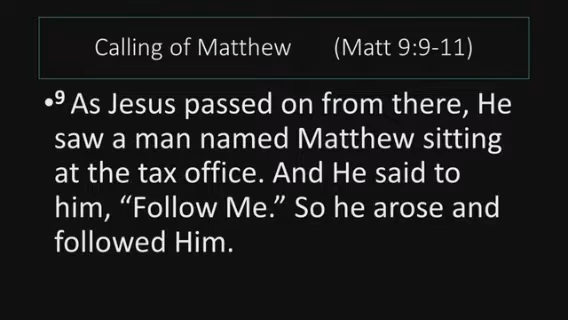 Calling of Matthew (Matt 9:9-11)
•⁹ As Jesus passed on from there, He
saw a man named Matthew sitting
at the tax office. And He said to
him, “Follow Me.” So he arose and
followed Him.